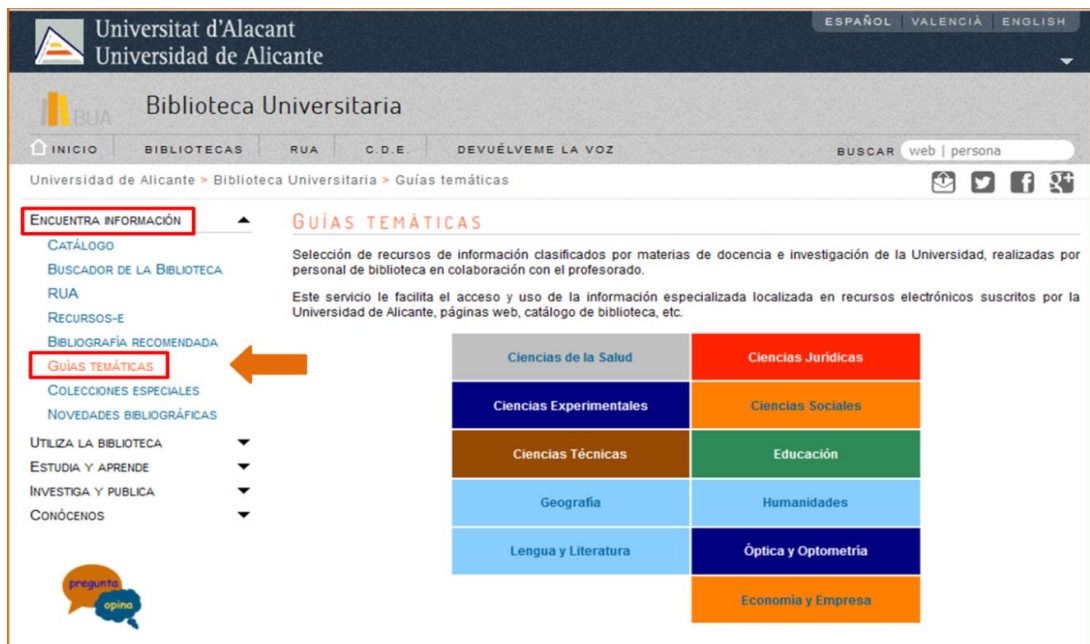 Universitat d'Alacant
Universidad de Alicante
ESPAÑOL VALENCIÀ ENGLISH
BUA
Biblioteca Universitaria
INICIO BIBLIOTECAS RUA C.D.E. DEVUÉLVEME LA VOZ BUSCAR web | persona
Universidad de Alicante > Biblioteca Universitaria > Guías temáticas
ENCUENTRA INFORMACIÓN
CATÁLOGO
BUSCADOR DE LA BIBLIOTECA
RUA
RECURSOS-E
BIBLIOGRAFÍA RECOMENDADA
GUÍAS TEMÁTICAS
COLECCIONES ESPECIALES
NOVEDADES BIBLIOGRÁFICAS
UTILIZA LA BIBLIOTECA
ESTUDIA Y APRENDE
INVESTIGA Y PUBLICA
CONÓCENOS
pregunta
opina
GUÍAS TEMÁTICAS
Selección de recursos de información clasificados por materias de docencia e investigación de la Universidad, realizadas por
personal de biblioteca en colaboración con el profesorado.
Este servicio le facilita el acceso y uso de la información especializada localizada en recursos electrónicos suscritos por la
Universidad de Alicante, páginas web, catálogo de biblioteca, etc.
Ciencias de la Salud Ciencias Jurídicas
Ciencias Experimentales Ciencias Sociales
Ciencias Técnicas Educación
Geografía Humanidades
Lengua y Literatura Óptica y Optometría
Economía y Empresa